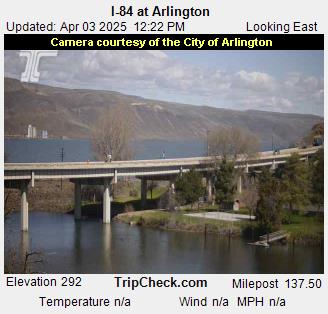 I-84 at Arlington
Updated: Apr 03 2025 12:22 PM Looking East
Camera courtesy of the City of Arlington
Elevation 292 TripCheck.com Milepost 137.50
Temperature n/a Wind n/a MPH n/a